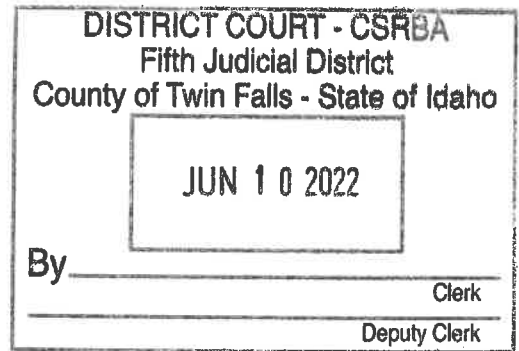 DISTRICT COURT - CSRBA
Fifth Judicial District
County of Twin Falls - State of Idaho
JUN 10 2022
By
Clerk
Deputy Clerk